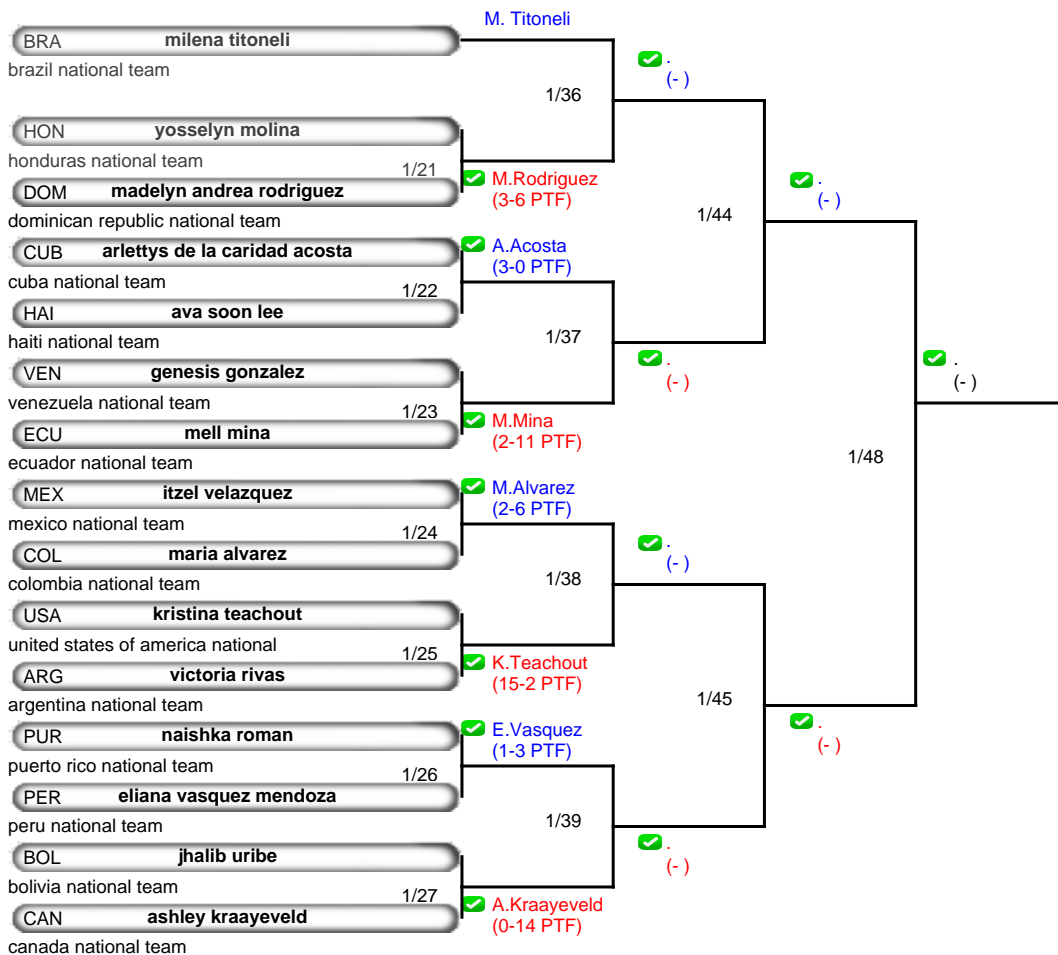 M. Titoneli
BRA milena titoneli
brazil national team
.
(- )
1/36
HON yosselyn molina
honduras national team
1/21
DOM madelyn andrea rodriguez
dominican republic national team
M.Rodriguez
(3-6 PTF)
.
(- )
1/44
CUB arlettys de la caridad acosta
cuba national team
A.Acosta
(3-0 PTF)
1/22
HAI ava soon lee
haiti national team
1/37
.
(- )
.
(- )
VEN genesis gonzalez
venezuela national team
1/23
ECU mell mina
ecuador national team
M.Mina
(2-11 PTF)
1/48
MEX itzel velazquez
mexico national team
M.Alvarez
(2-6 PTF)
1/24
COL maria alvarez
colombia national team
.
(- )
1/38
USA kristina teachout
united states of america national
1/25
ARG victoria rivas
argentina national team
K.Teachout
(15-2 PTF)
1/45
PUR naishka roman
puerto rico national team
E.Vasquez
(1-3 PTF)
.
(- )
1/26
PER eliana vasquez mendoza
peru national team
1/39
.
(- )
BOL jhalib uribe
bolivia national team
1/27
CAN ashley kraayeveld
canada national team
A.Kraayeveld
(0-14 PTF)